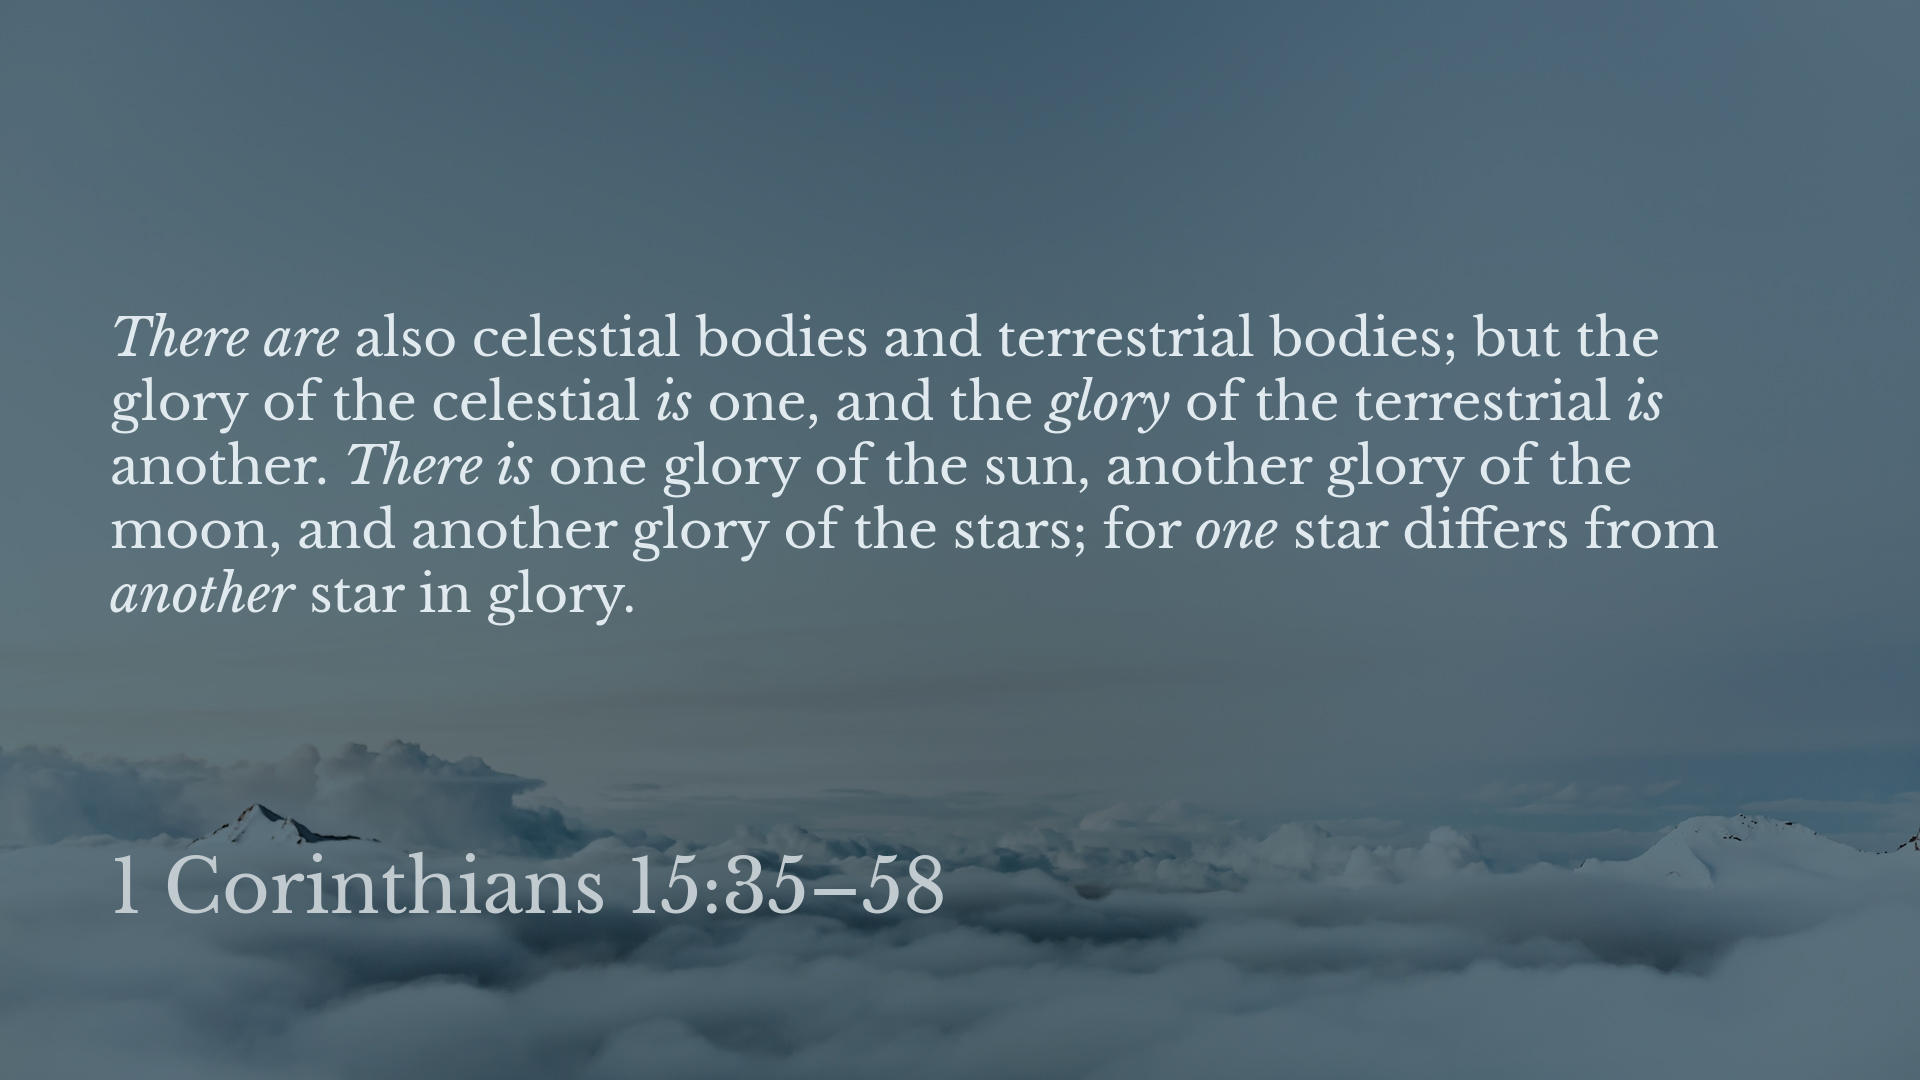 There are also celestial bodies and terrestrial bodies; but the
glory of the celestial is one, and the glory of the terrestrial is
another. There is one glory of the sun, another glory of the
moon, and another glory of the stars; for one star differs from
another star in glory.
1 Corinthians 15:35–58